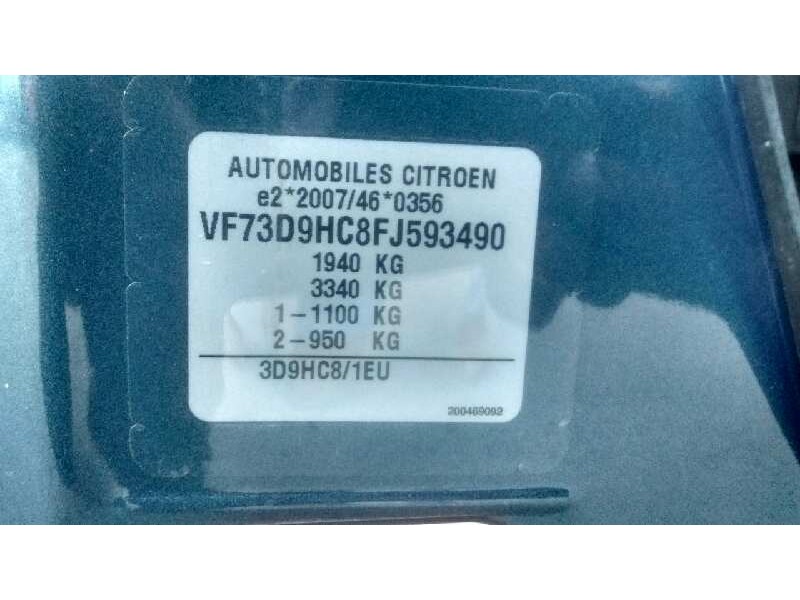 AUTOMOBILES CITROEN
e2*2007/46*0356
VF73D9HC8FJ593490
1940 KG
3340 KG
1-1100 KG
2-950 KG
3D9HC8/1EU
200469092